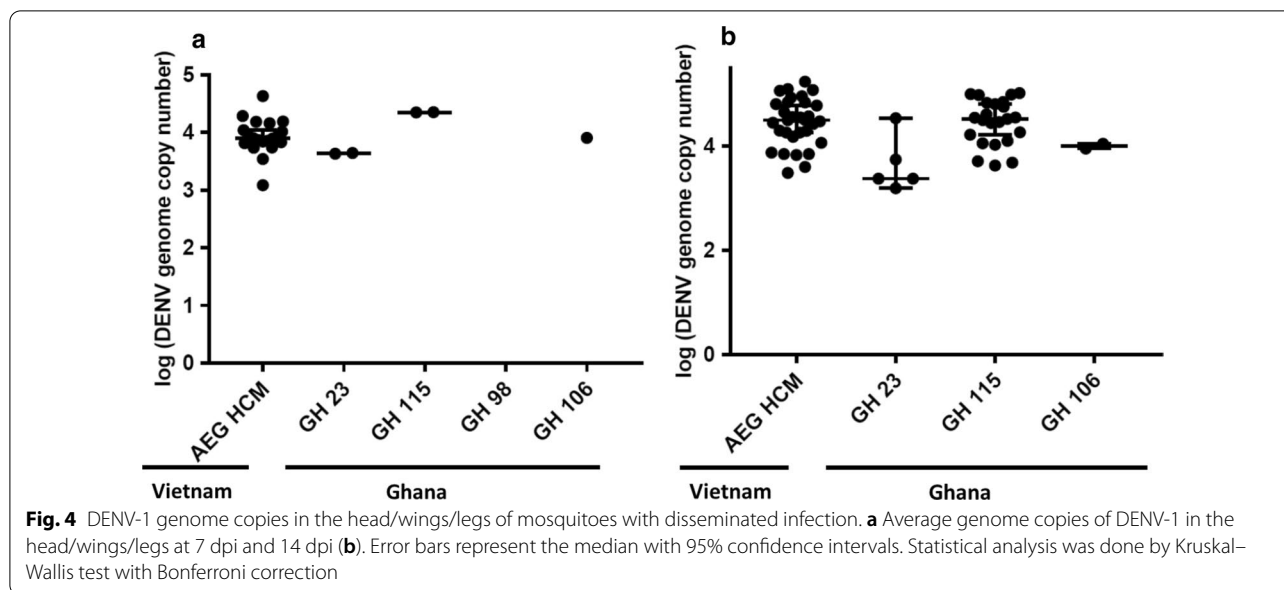 a
log (DENV genome copy number)
5
4
3
2
1
0
AEG HCM
GH 23
GH 115
GH 98
GH 106
Vietnam
Ghana
b
log (DENV genome copy number)
4
2
0
AEG HCM
GH 23
GH 115
GH 106
Vietnam
Ghana
Fig. 4 DENV-1 genome copies in the head/wings/legs of mosquitoes with disseminated infection. a Average genome copies of DENV-1 in the
head/wings/legs at 7 dpi and 14 dpi (b). Error bars represent the median with 95% confidence intervals. Statistical analysis was done by Kruskal–
Wallis test with Bonferroni correction